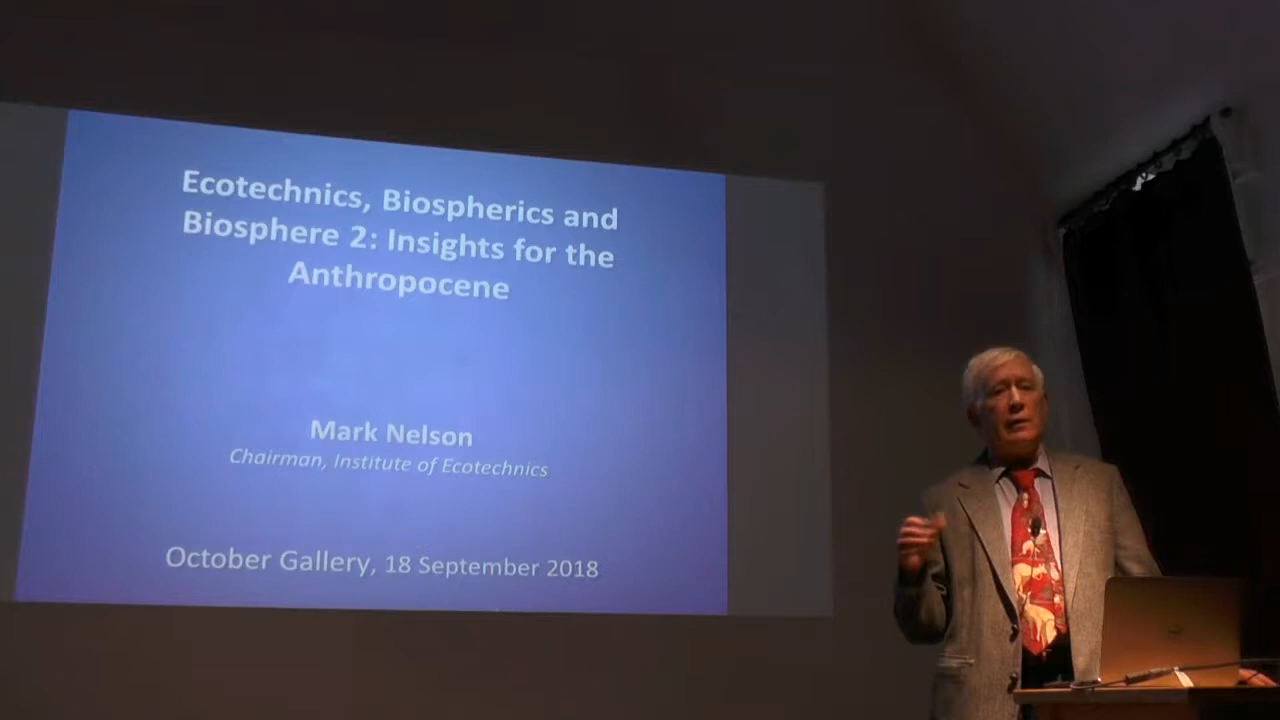 Ecotechnics, Biospherics and
Biosphere 2: Insights for the
Anthropocene
Mark Nelson
Chairman, Institute of Ecotechnics
October Gallery, 18 September 2018